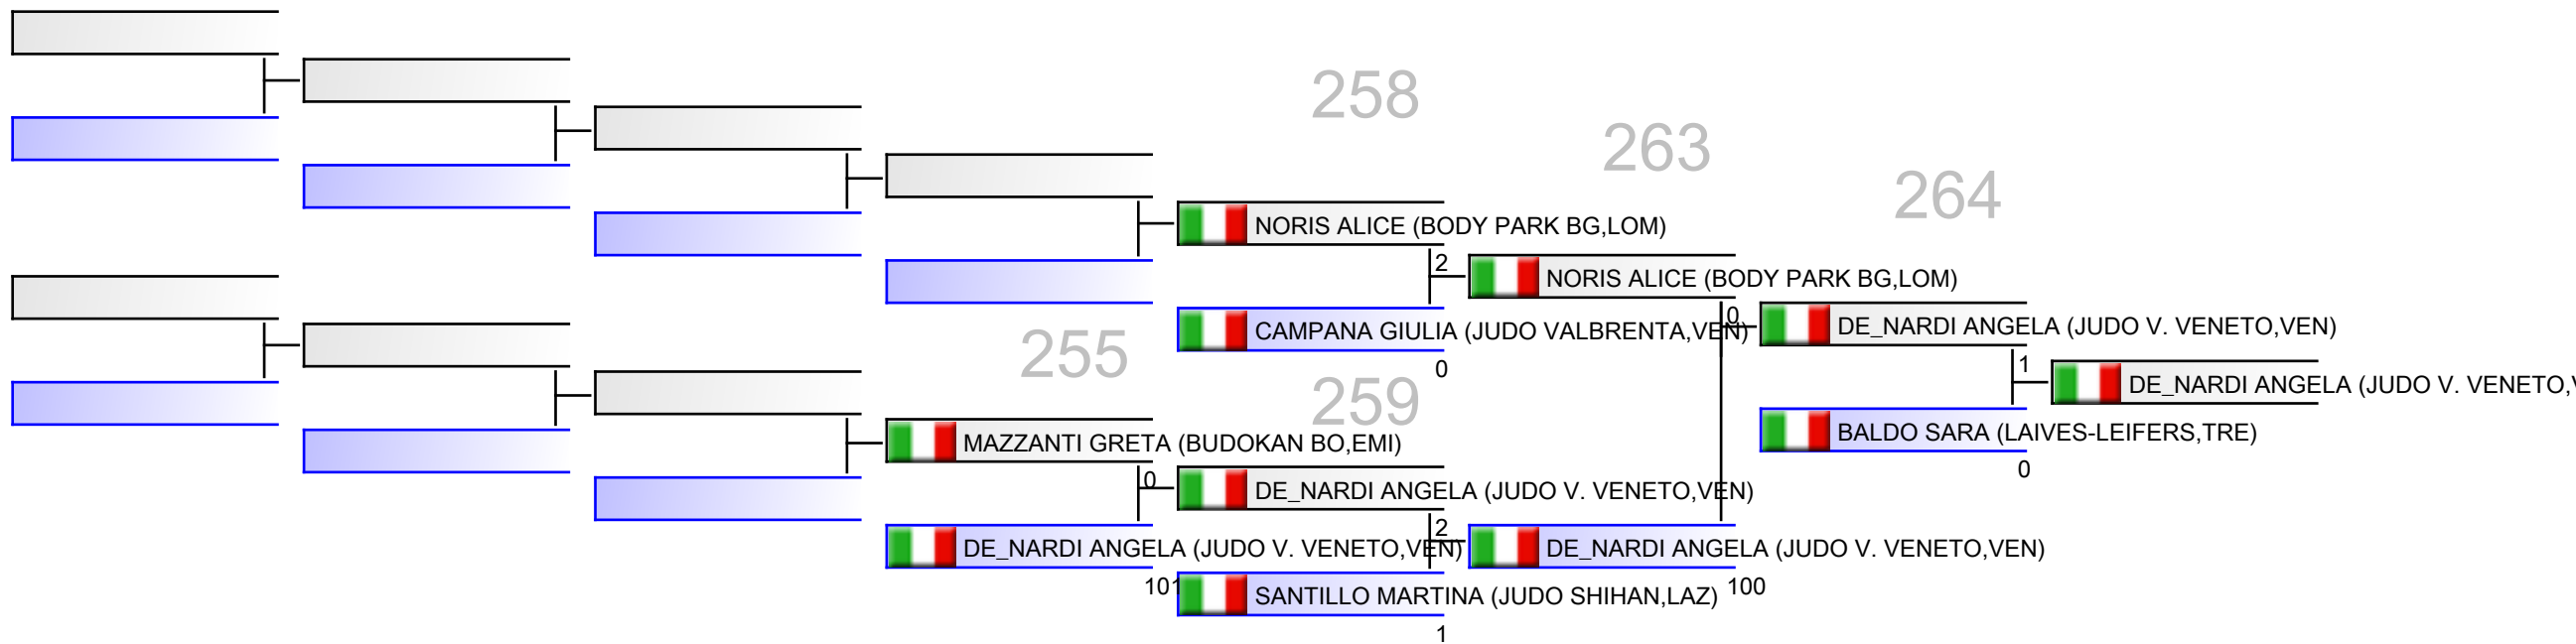 258
263
264
NORIS ALICE (BODY PARK BG,LOM)
2
NORIS ALICE (BODY PARK BG,LOM)
CAMPANA GIULIA (JUDO VALBRENTA,VEN)
0
0
DE_NARDI ANGELA (JUDO V. VENETO,VEN)
255
259
1
DE_NARDI ANGELA (JUDO V. VENETO,V
BALDO SARA (LAIVES-LEIFERS,TRE)
0
MAZZANTI GRETA (BUDOKAN BO,EMI)
0
DE_NARDI ANGELA (JUDO V. VENETO,VEN)
DE_NARDI ANGELA (JUDO V. VENETO,VEN)
101
2
DE_NARDI ANGELA (JUDO V. VENETO,VEN)
100
SANTILLO MARTINA (JUDO SHIHAN,LAZ)
1